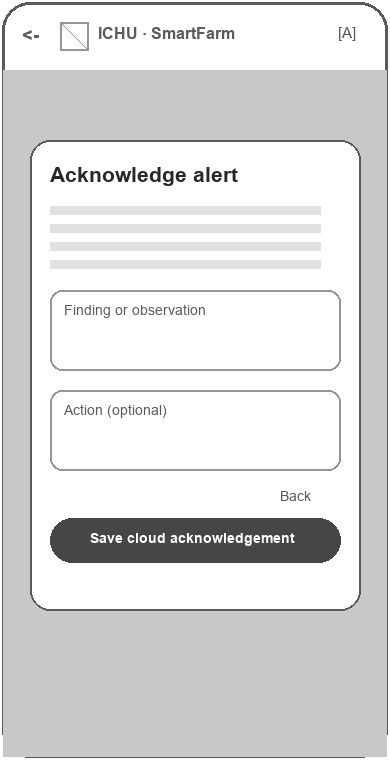 <- ICHU · SmartFarm [A]
Acknowledge alert
Finding or observation
Action (optional)
Back
Save cloud acknowledgement